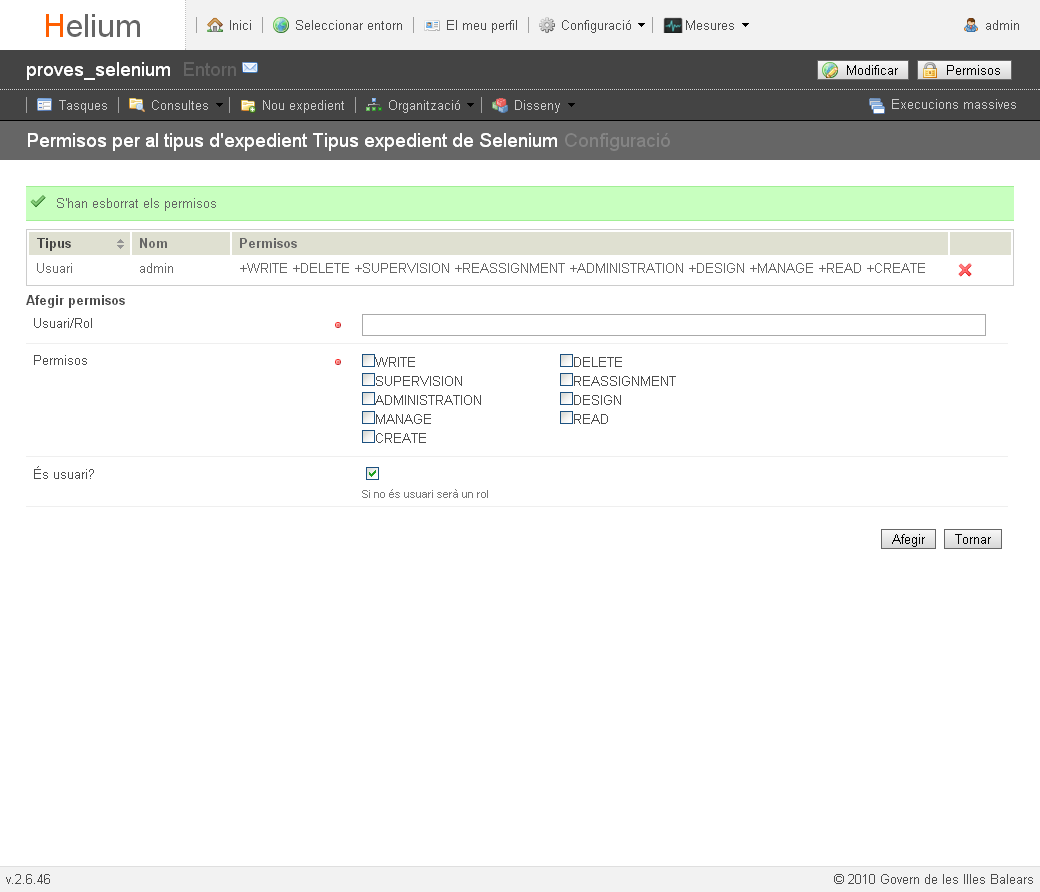 Helium Inici Seleccionar entorn El meu perfil Configuració Mesures admin
proves_selenium Entorn Modificar Permisos
Tasques Consultes Nou expedient Organització Disseny Execucions massives
Permisos per al tipus d'expedient Tipus expedient de Selenium Configuració
S'han esborrat els permisos
Tipus Nom Permisos
Usuari admin +WRITE +DELETE +SUPERVISION +REASSIGNMENT +ADMINISTRATION +DESIGN +MANAGE +READ +CREATE
Afegir permisos
Usuari/Rol
Permisos WRITE DELETE
SUPERVISION REASSIGNMENT
ADMINISTRATION DESIGN
MANAGE READ
CREATE
És usuari?
Si no és usuari serà un rol
Afegir Tornar
v.2.6.46 © 2010 Govern de les Illes Balears